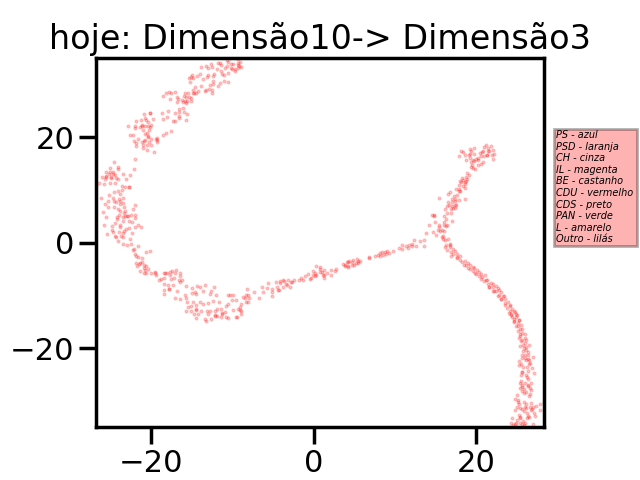 hoje: Dimensão10-> Dimensão3
20
0
−20
−20
0
20
PS - azul
PSD - laranja
CH - cinza
IL - magenta
BE - castanho
CDU - vermelho
CDS - preto
PAN - verde
L - amarelo
Outro - lilás